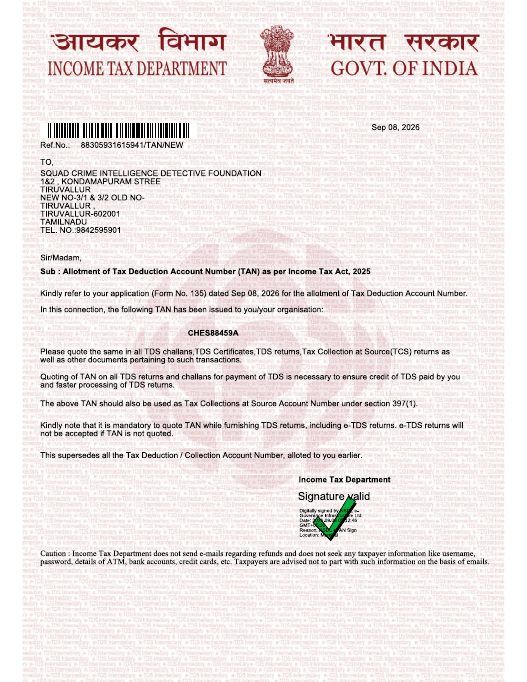 आयकर विभाग
INCOME TAX DEPARTMENT
सत्यमेव जयते
भारत सरकार
GOVT. OF INDIA
Sep 08, 2026
Ref.No.: 88305931615941/TAN/NEW
TO,
SQUAD CRIME INTELLIGENCE DETECTIVE FOUNDATION
1&2 , KONDAMAPURAM STREE
TIRUVALLUR
NEW NO-3/1 & 3/2 OLD NO-
TIRUVALLUR ,
TIRUVALLUR-602001
TAMILNADU
TEL. NO.:9842595901
Sir/Madam,
Sub : Allotment of Tax Deduction Account Number (TAN) as per Income Tax Act, 2025
Kindly refer to your application (Form No. 135) dated Sep 08, 2026 for the allotment of Tax Deduction Account Number.
In this connection, the following TAN has been issued to you/your organisation:
CHES88459A
Please quote the same in all TDS challans,TDS Certificates,TDS returns,Tax Collection at Source(TCS) returns as
well as other documents pertaining to such transactions.
Quoting of TAN on all TDS returns and challans for payment of TDS is necessary to ensure credit of TDS paid by you
and faster processing of TDS returns.
The above TAN should also be used as Tax Collections at Source Account Number under section 397(1).
Kindly note that it is mandatory to quote TAN while furnishing TDS returns, including e-TDS returns. e-TDS returns will
not be accepted if TAN is not quoted.
This supersedes all the Tax Deduction / Collection Account Number, alloted to you earlier.
Income Tax Department
Signature valid
Digitally signed by
Governance
Date:
Reason:
Location:
Caution : Income Tax Department does not send e-mails regarding refunds and does not seek any taxpayer information like username,
password, details of ATM, bank accounts, credit cards, etc. Taxpayers are advised not to part with such information on the basis of emails.